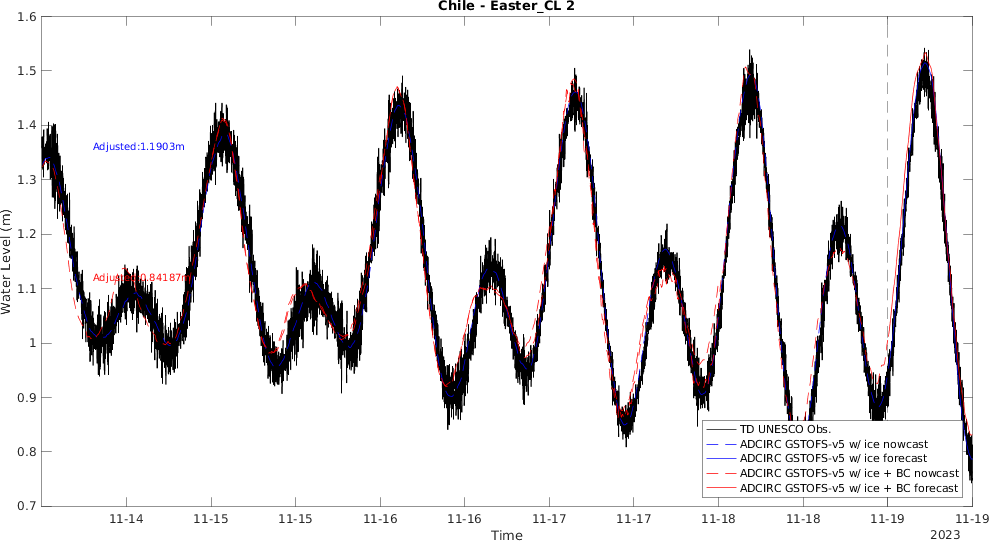 Chile - Easter_CL 2
1.6
1.5
1.4
1.3
1.2
1.1
1
0.9
0.8
0.7
Water Level (m)
Adjusted:1.1903m
Adjusted:0.84187m
TD UNESCO Obs.
ADCIRC GSTOFS-v5 w/ ice nowcast
ADCIRC GSTOFS-v5 w/ ice forecast
ADCIRC GSTOFS-v5 w/ ice + BC nowcast
ADCIRC GSTOFS-v5 w/ ice + BC forecast
11-14 11-15 11-15 11-16 11-16 11-17 11-17 11-18 11-18 11-19 11-19
Time
2023